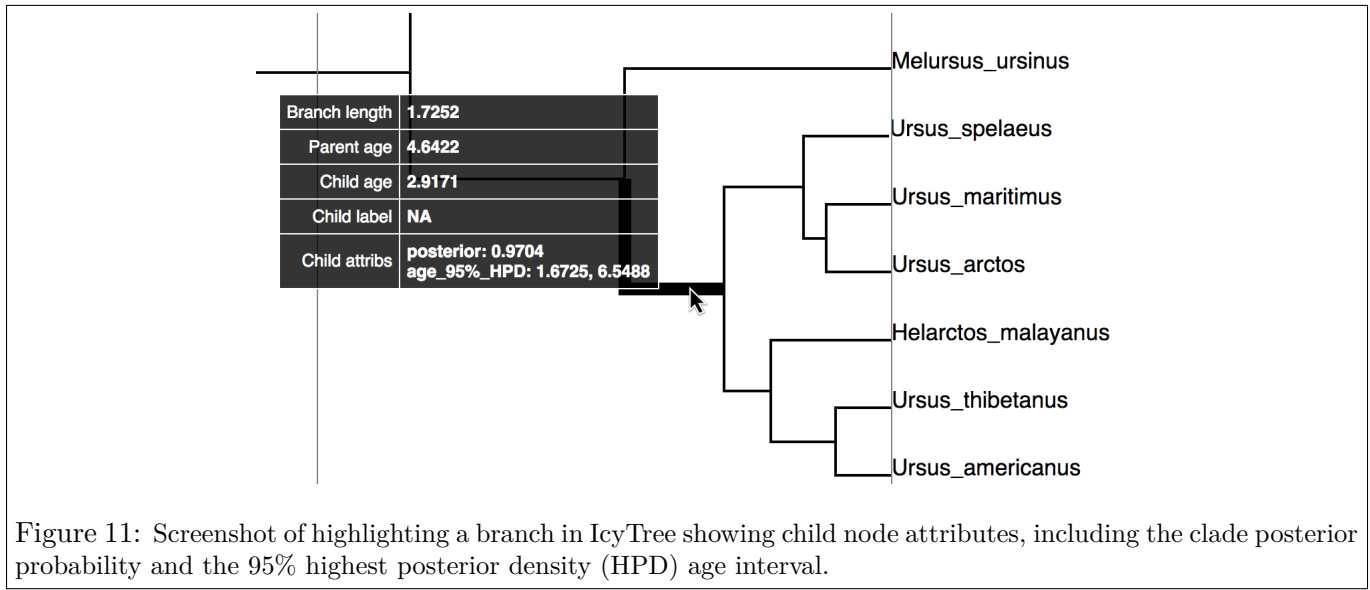 Melursus_ursinus
Branch length 1.7252
Ursus_spelaeus
Parent age 4.6422
Child age 2.9171
Ursus_maritimus
Child label NA
Child attribs posterior: 0.9704
age_95%_HPD: 1.6725, 6.5488
Ursus_arctos
Helarctos_malayanus
Ursus_thibetanus
Ursus_americanus
Figure 11: Screenshot of highlighting a branch in IcyTree showing child node attributes, including the clade posterior
probability and the 95% highest posterior density (HPD) age interval.